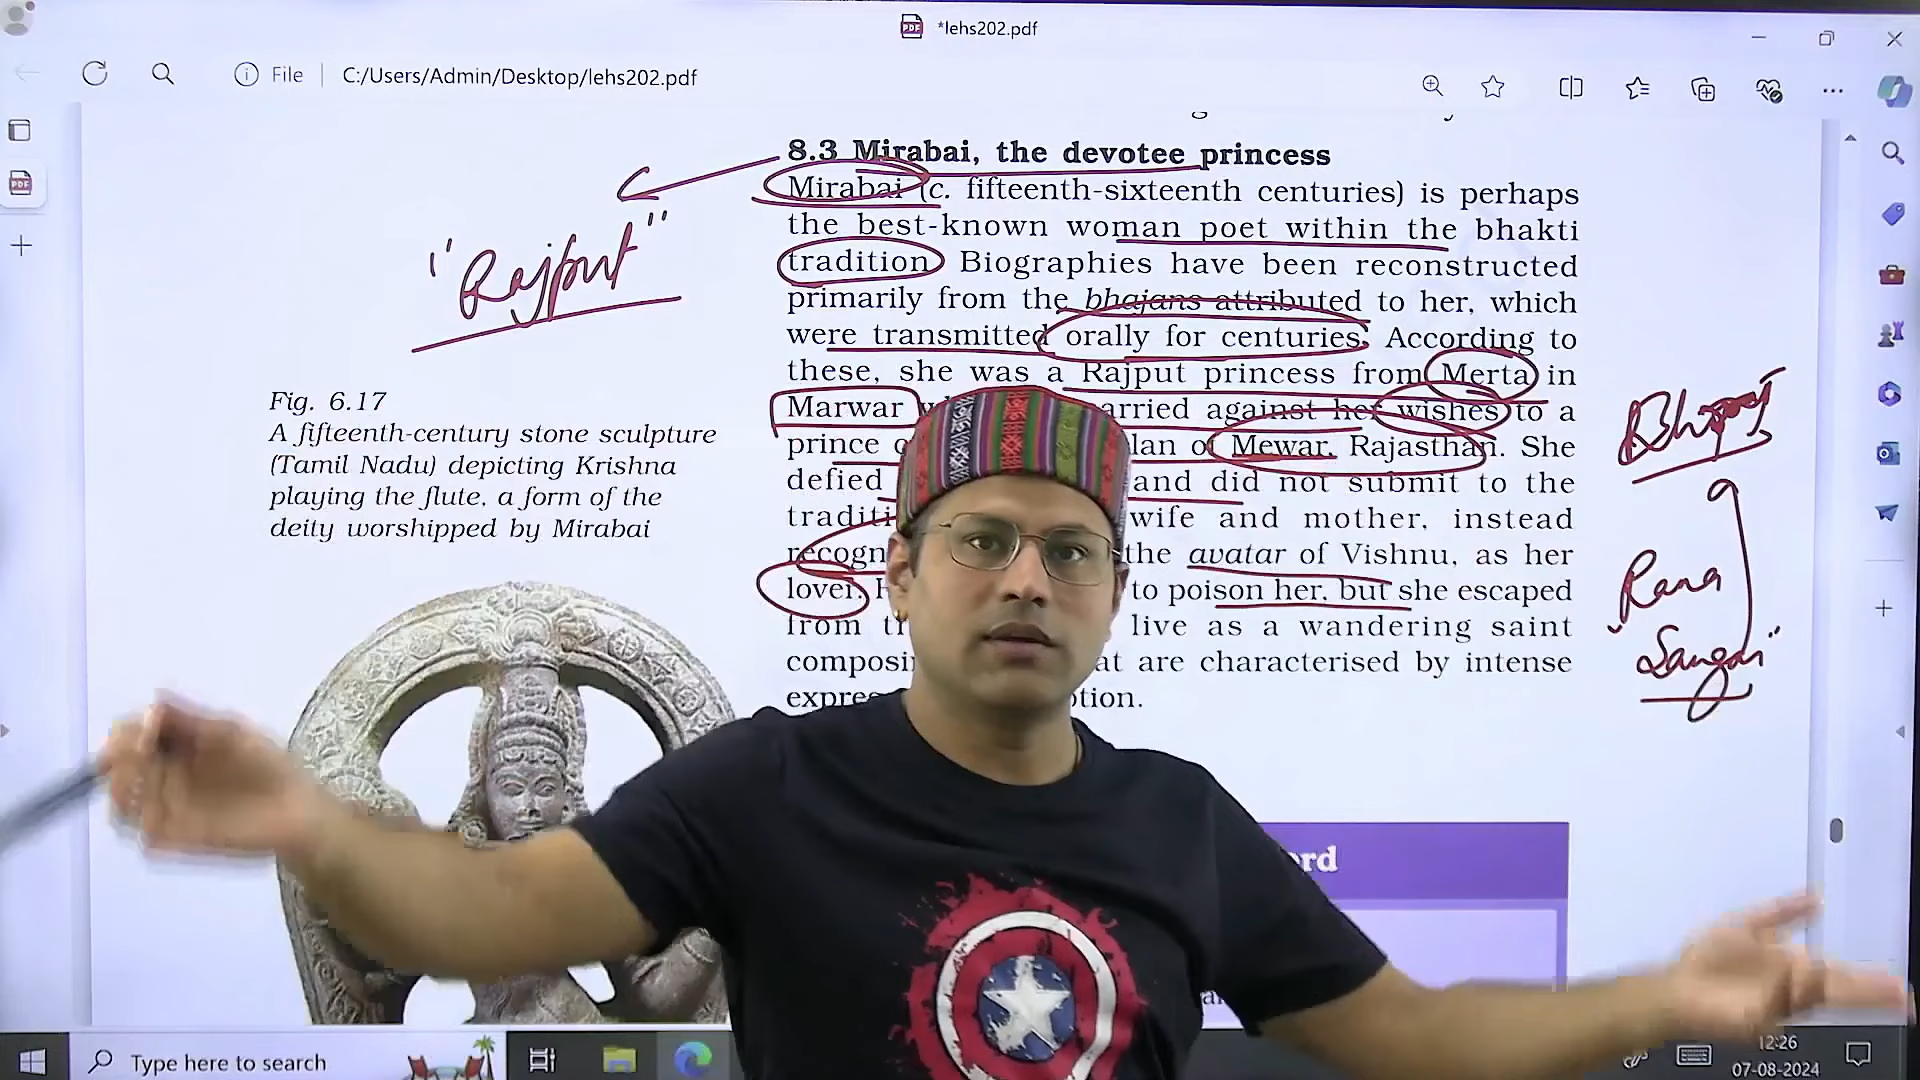 *lehs202.pdf
File
C:/Users/Admin/Desktop/lehs202.pdf
8.3 Mirabai, the devotee princess
Mirabai (c. fifteenth-sixteenth centuries) is perhaps
the best-known woman poet within the bhakti
tradition. Biographies have been reconstructed
primarily from the bhajans attributed to her, which
were transmitted orally for centuries. According to
these, she was a Rajput princess from Merta in
Marwar arried against her wishes to a
prince lan of Mewar, Rajasthan. She
defied and did not submit to the
traditi wife and mother, instead
recogn the avatar of Vishnu, as her
lover. H to poison her, but she escaped
from live as a wandering saint
composi at are characterised by intense
expre tion.
"Rajput"
Fig. 6.17
A fifteenth-century stone sculpture
(Tamil Nadu) depicting Krishna
playing the flute, a form of the
deity worshipped by Mirabai
Rana
ord
Type here to search
12:26
07-08-2024